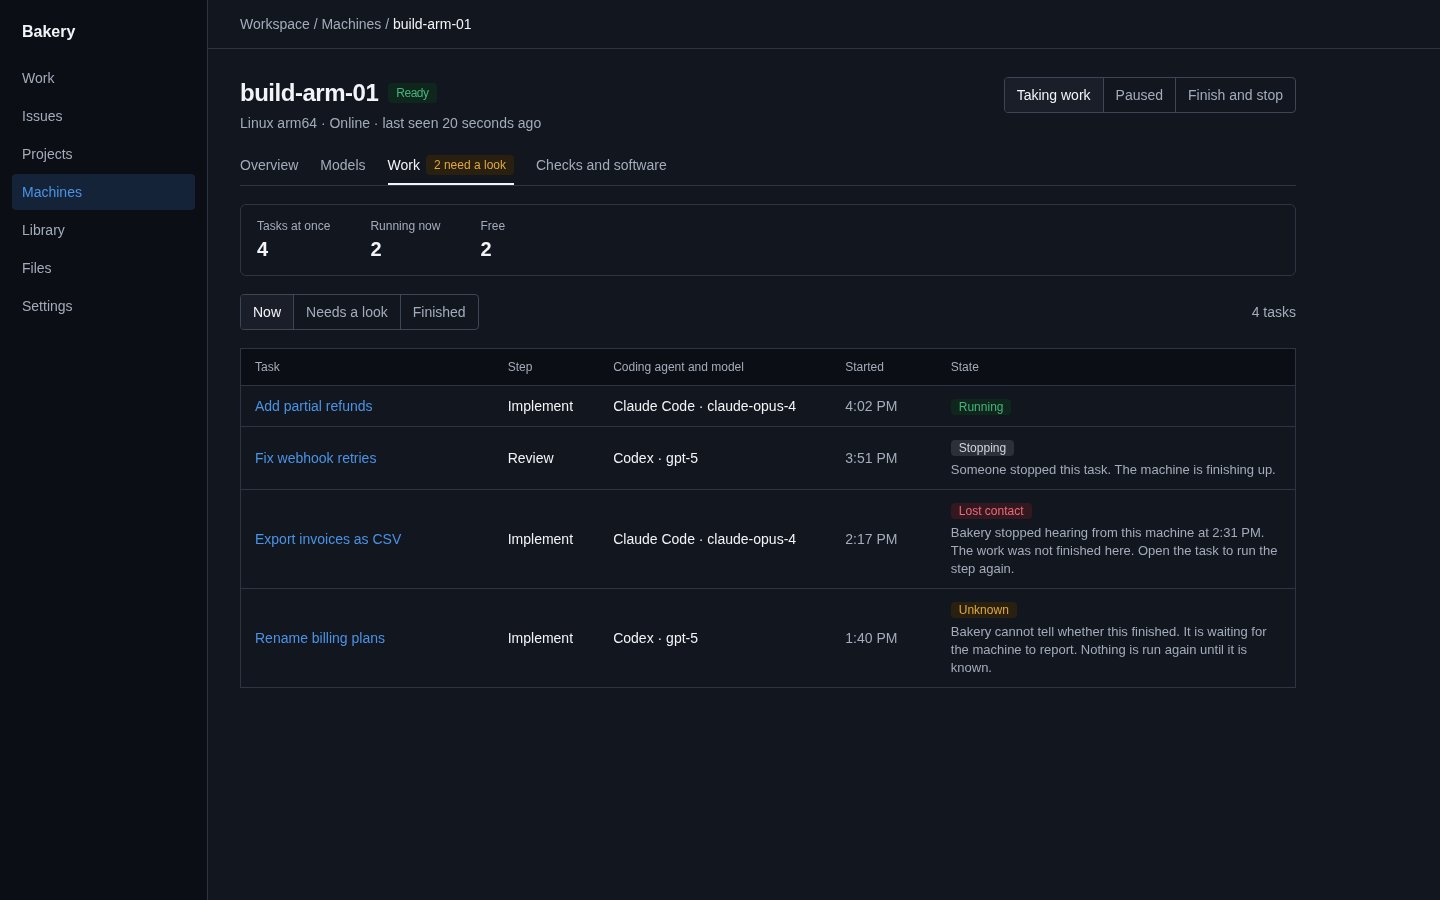 Bakery
Work
Issues
Projects
Machines
Library
Files
Settings
Workspace / Machines / build-arm-01
build-arm-01 Ready
Linux arm64 · Online · last seen 20 seconds ago
Taking work Paused Finish and stop
Overview Models Work 2 need a look Checks and software
Tasks at once Running now Free
4 2 2
Now Needs a look Finished 4 tasks
Task Step Coding agent and model Started State
Add partial refunds Implement Claude Code · claude-opus-4 4:02 PM Running
Fix webhook retries Review Codex · gpt-5 3:51 PM Stopping
Someone stopped this task. The machine is finishing up.
Export invoices as CSV Implement Claude Code · claude-opus-4 2:17 PM Lost contact
Bakery stopped hearing from this machine at 2:31 PM.
The work was not finished here. Open the task to run the
step again.
Rename billing plans Implement Codex · gpt-5 1:40 PM Unknown
Bakery cannot tell whether this finished. It is waiting for
the machine to report. Nothing is run again until it is
known.